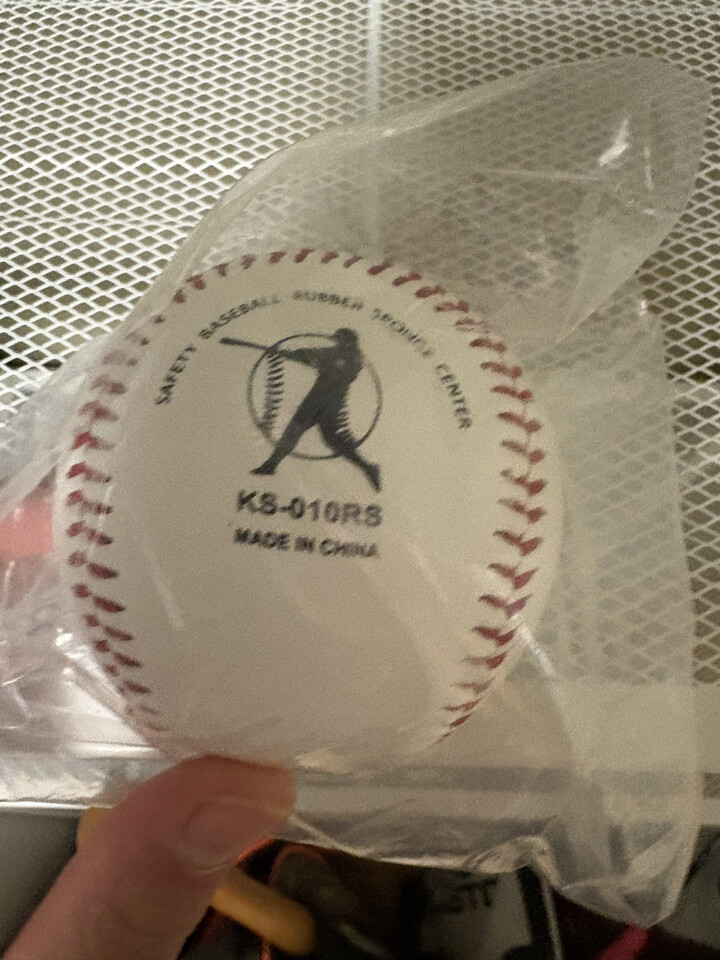 SAFETY BASEBALL RUBBER SPONGE CENTER
KS-010RS
MADE IN CHINA